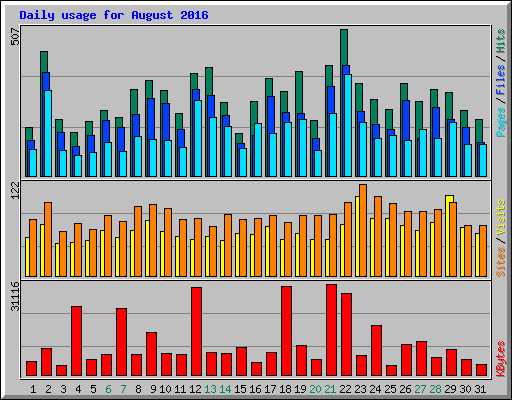 Daily usage for August 2016
507
Pages / Files / Hits
122
Sites / Visits
31116
KBytes
1 2 3 4 5 6 7 8 9 10 11 12 13 14 15 16 17 18 19 20 21 22 23 24 25 26 27 28 29 30 31